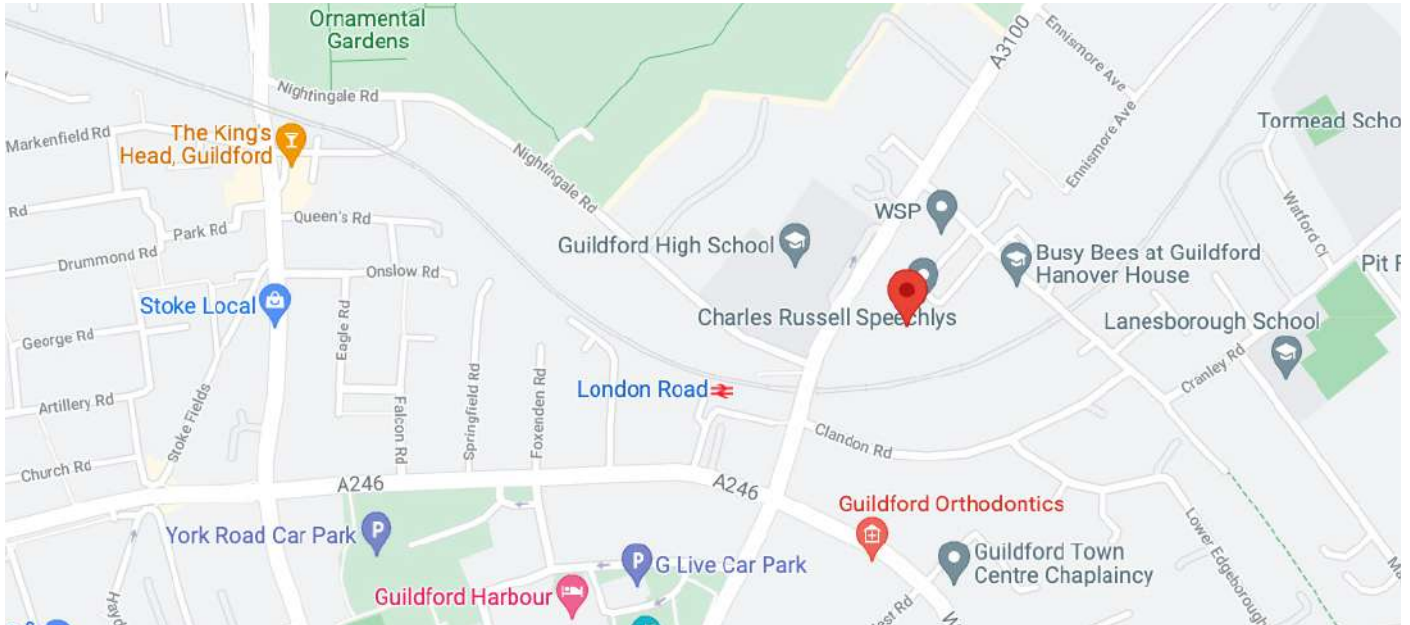 Ornamental
Gardens
A3100
Ennismore Ave
Nightingale Rd
Tormead Scho
Markenfield Rd
The King's
Head, Guildford
Nightingale Rd
Ennismore Ave
Watford Cl
Rd
Park Rd
Queen's Rd
WSP
Guildford High School
Busy Bees at Guildford
Hanover House
Pit
Drummond Rd
Onslow Rd
Stoke Local
Charles Russell Speechlys
Lanesborough School
George Rd
Eagle Rd
Springfield Rd
Foxenden Rd
London Road
Cranley Rd
Artillery Rd
Stoke Fields
Falcon Rd
Clandon Rd
Church Rd
A246
A246
Guildford Orthodontics
York Road Car Park
P
P
G Live Car Park
Guildford Town
Centre Chaplaincy
Lower Edgeborough
Guildford Harbour
Hayd
est Rd
W
Ma